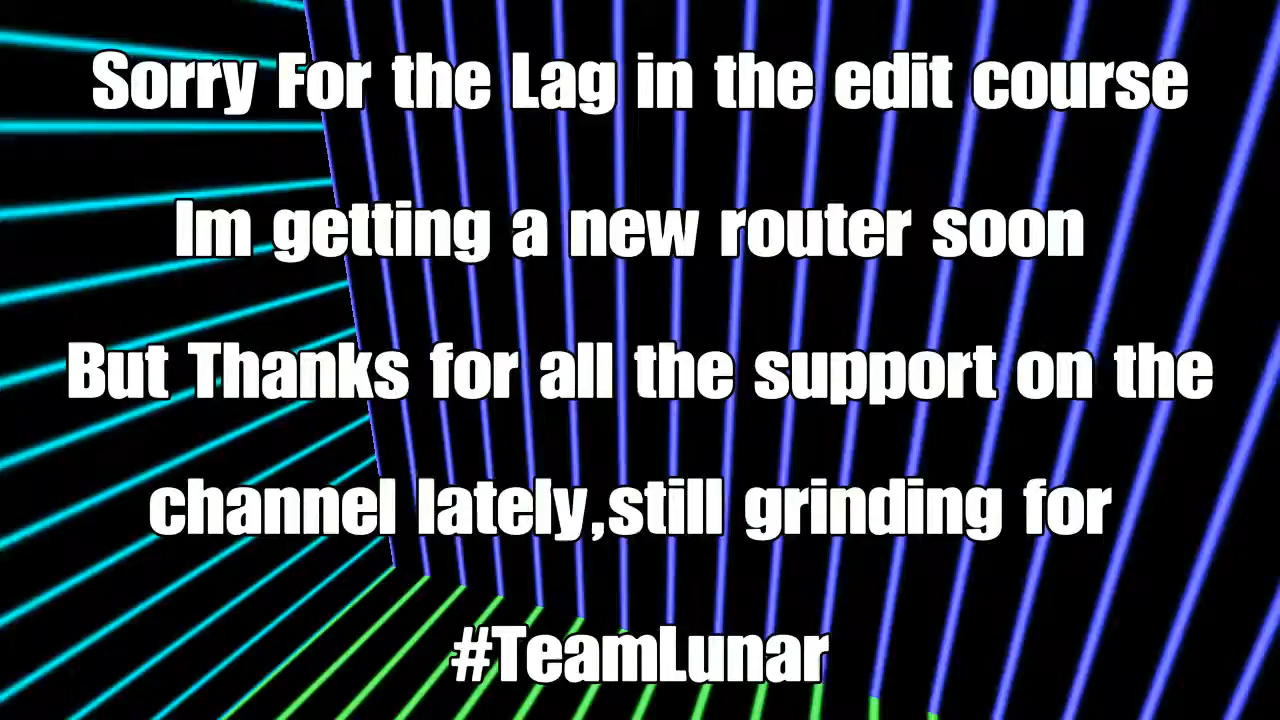 Sorry For the Lag in the edit course
Im getting a new router soon
But Thanks for all the support on the
channel lately,still grinding for
#TeamLunar